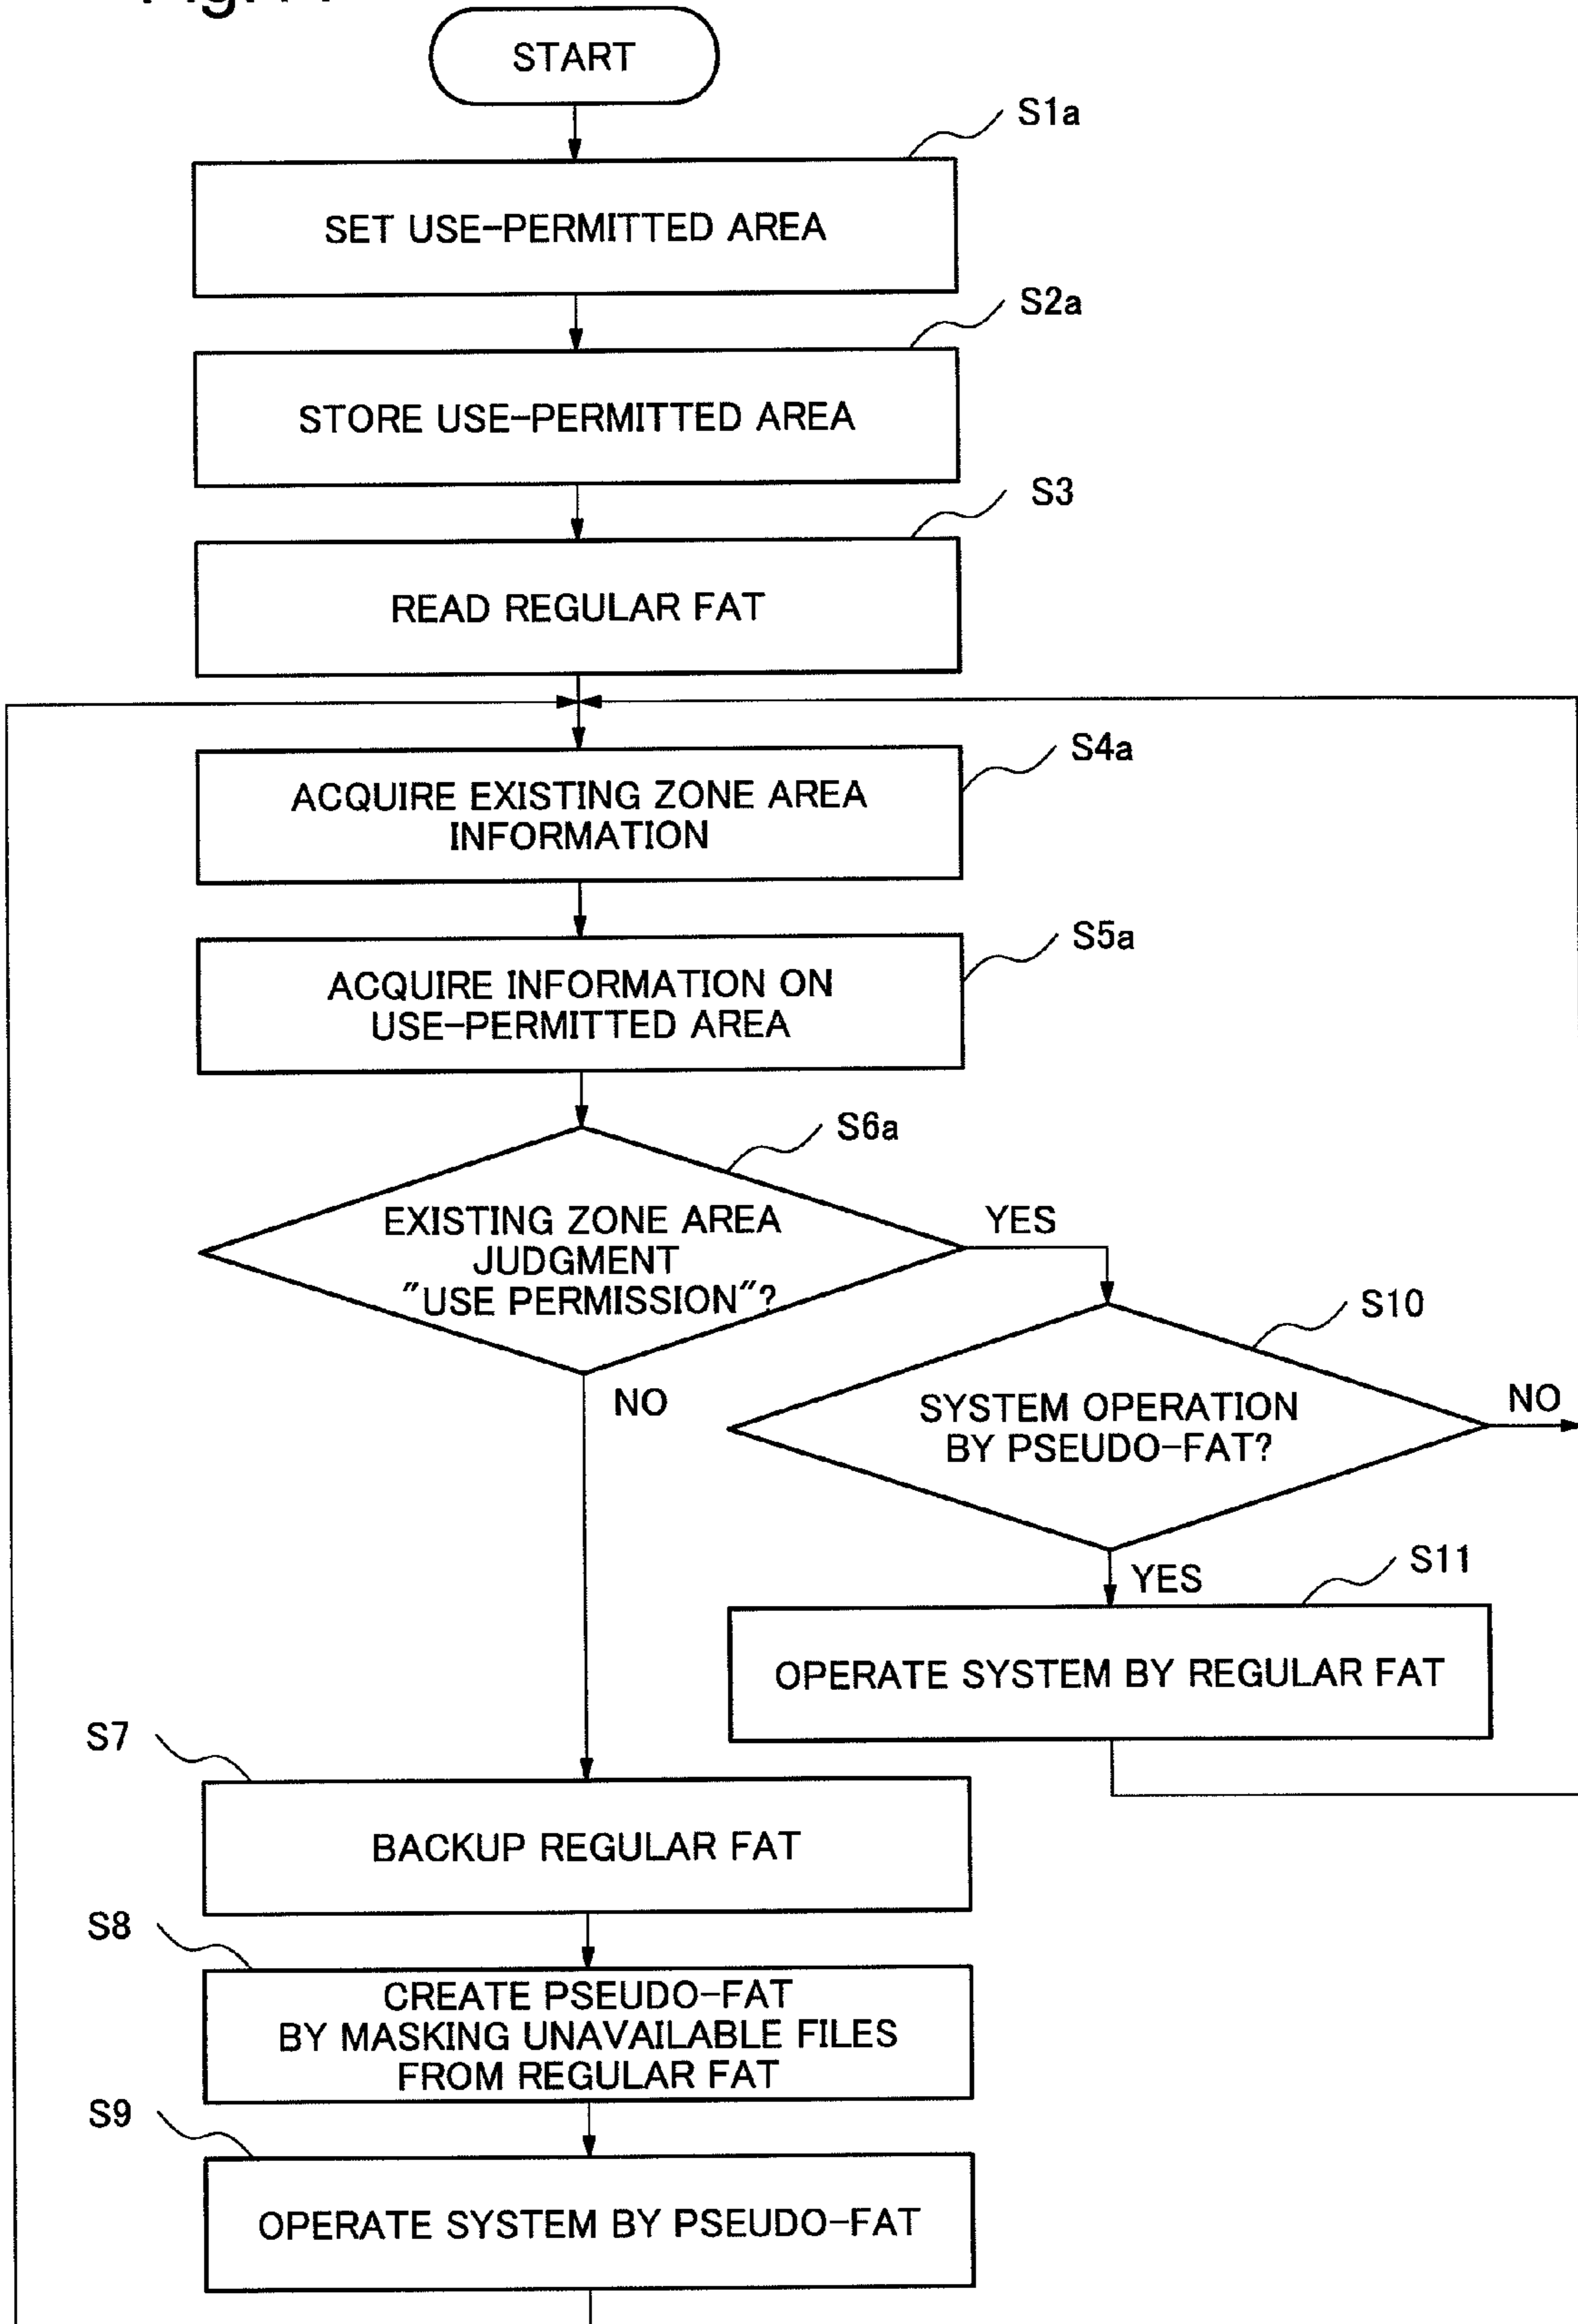 START
S1a
SET USE-PERMITTED AREA
S2a
STORE USE-PERMITTED AREA
S3
READ REGULAR FAT
S4a
ACQUIRE EXISTING ZONE AREA
INFORMATION
S5a
ACQUIRE INFORMATION ON
USE-PERMITTED AREA
S6a
EXISTING ZONE AREA
JUDGMENT
"USE PERMISSION"?
YES
NO
S10
SYSTEM OPERATION
BY PSEUDO-FAT?
NO
YES
S11
OPERATE SYSTEM BY REGULAR FAT
S7
BACKUP REGULAR FAT
S8
CREATE PSEUDO-FAT
BY MASKING UNAVAILABLE FILES
FROM REGULAR FAT
S9
OPERATE SYSTEM BY PSEUDO-FAT